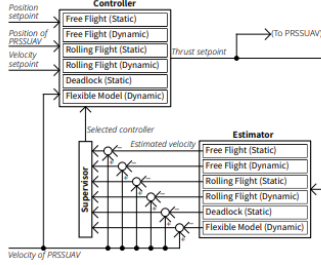 Controller
Position
setpoint
Free Flight (Static)
Free Flight (Dynamic)
Position of
PRSSUAV
Rolling Flight (Static)
Velocity
setpoint
Rolling Flight (Dynamic)
Deadlock (Static)
Flexible Model (Dynamic)
Thrust setpoint
(To PRSSUAV)
Selected controller
Estimator
Estimated velocity
Free Flight (Static)
Free Flight (Dynamic)
Rolling Flight (Static)
Rolling Flight (Dynamic)
Deadlock (Static)
Flexible Model (Dynamic)
Supervisor
Velocity of PRSSUAV